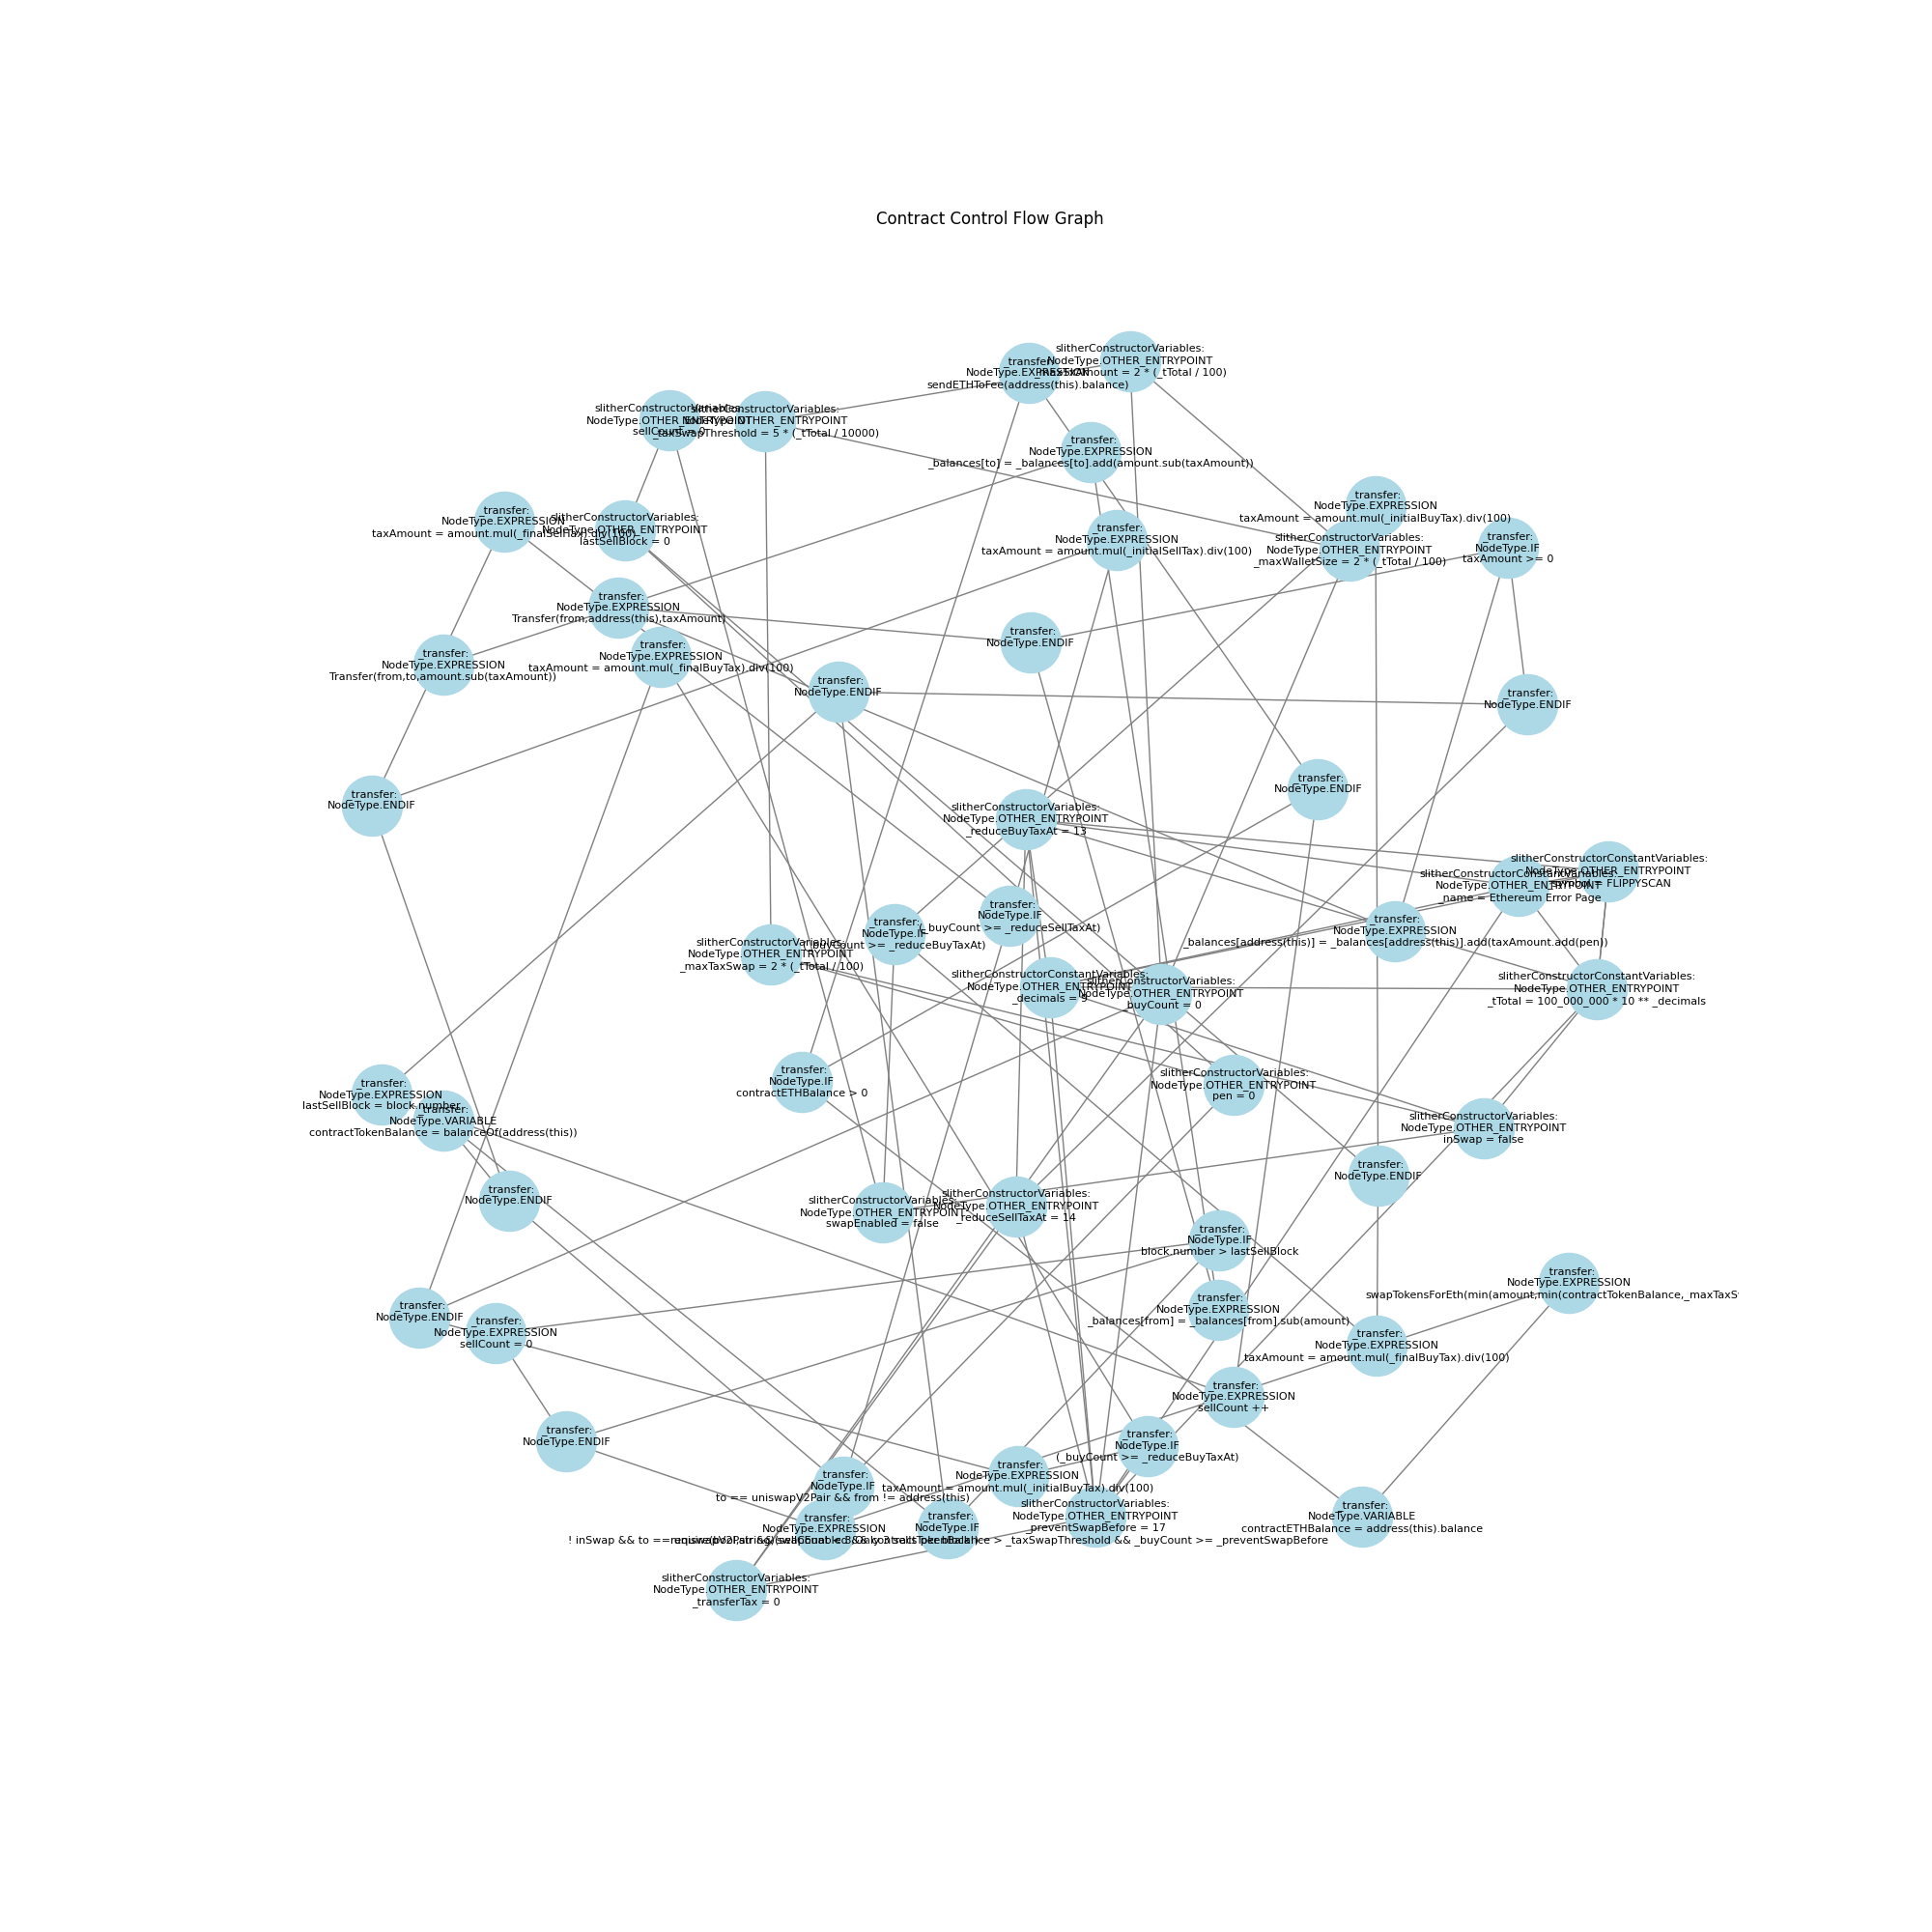 Contract Control Flow Graph
slitherConstructorVariables:
NodeType.OTHER_ENTRYPOINT
_maxTxAmount = 2 * (_tTotal / 100)
_transfer:
NodeType.EXPRESSION
sendETHToFee(address(this).balance)
slitherConstructorVariables:
NodeType.OTHER_ENTRYPOINT
sellCount = 0
slitherConstructorVariables:
NodeType.OTHER_ENTRYPOINT
_taxSwapThreshold = 5 * (_tTotal / 10000)
_transfer:
NodeType.EXPRESSION
_balances[to] = _balances[to].add(amount.sub(taxAmount))
_transfer:
NodeType.EXPRESSION
taxAmount = amount.mul(_initialBuyTax).div(100)
_transfer:
NodeType.EXPRESSION
taxAmount = amount.mul(_finalSellTax).div(100)
slitherConstructorVariables:
NodeType.OTHER_ENTRYPOINT
lastSellBlock = 0
_transfer:
NodeType.EXPRESSION
taxAmount = amount.mul(_initialSellTax).div(100)
slitherConstructorVariables:
NodeType.OTHER_ENTRYPOINT
_maxWalletSize = 2 * (_tTotal / 100)
_transfer:
NodeType.IF
taxAmount >= 0
_transfer:
NodeType.EXPRESSION
Transfer(from,address(this),taxAmount)
_transfer:
NodeType.ENDIF
_transfer:
NodeType.EXPRESSION
taxAmount = amount.mul(_finalBuyTax).div(100)
_transfer:
NodeType.EXPRESSION
Transfer(from,to,amount.sub(taxAmount))
_transfer:
NodeType.ENDIF
_transfer:
NodeType.ENDIF
_transfer:
NodeType.ENDIF
_transfer:
NodeType.ENDIF
slitherConstructorVariables:
NodeType.OTHER_ENTRYPOINT
_reduceBuyTaxAt = 13
slitherConstructorConstantVariables:
NodeType.OTHER_ENTRYPOINT
_symbol = FLIPPYSCAN
slitherConstructorConstantVariables:
NodeType.OTHER_ENTRYPOINT
_name = Ethereum Error Page
_transfer:
NodeType.IF
(_buyCount >= _reduceSellTaxAt)
_transfer:
NodeType.IF
(_buyCount >= _reduceBuyTaxAt)
_transfer:
NodeType.EXPRESSION
_balances[address(this)] = _balances[address(this)].add(taxAmount.add(pen))
slitherConstructorVariables:
NodeType.OTHER_ENTRYPOINT
_maxTaxSwap = 2 * (_tTotal / 100)
slitherConstructorConstantVariables:
NodeType.OTHER_ENTRYPOINT
_decimals = 9
slitherConstructorVariables:
NodeType.OTHER_ENTRYPOINT
_buyCount = 0
slitherConstructorConstantVariables:
NodeType.OTHER_ENTRYPOINT
_tTotal = 100_000_000 * 10 ** _decimals
_transfer:
NodeType.IF
contractETHBalance > 0
slitherConstructorVariables:
NodeType.OTHER_ENTRYPOINT
pen = 0
_transfer:
NodeType.EXPRESSION
lastSellBlock = block.number
_transfer:
NodeType.VARIABLE
contractTokenBalance = balanceOf(address(this))
slitherConstructorVariables:
NodeType.OTHER_ENTRYPOINT
inSwap = false
_transfer:
NodeType.ENDIF
_transfer:
NodeType.ENDIF
slitherConstructorVariables:
NodeType.OTHER_ENTRYPOINT
swapEnabled = false
slitherConstructorVariables:
NodeType.OTHER_ENTRYPOINT
_reduceSellTaxAt = 14
_transfer:
NodeType.IF
block.number > lastSellBlock
_transfer:
NodeType.EXPRESSION
swapTokensForEth(min(amount,min(contractTokenBalance,_maxTaxS
_transfer:
NodeType.EXPRESSION
_balances[from] = _balances[from].sub(amount)
_transfer:
NodeType.ENDIF
_transfer:
NodeType.EXPRESSION
sellCount = 0
_transfer:
NodeType.EXPRESSION
taxAmount = amount.mul(_finalBuyTax).div(100)
_transfer:
NodeType.EXPRESSION
sellCount ++
_transfer:
NodeType.ENDIF
_transfer:
NodeType.IF
(_buyCount >= _reduceBuyTaxAt)
_transfer:
NodeType.EXPRESSION
taxAmount = amount.mul(_initialBuyTax).div(100)
_transfer:
NodeType.IF
to == uniswapV2Pair && from != address(this)
slitherConstructorVariables:
NodeType.OTHER_ENTRYPOINT
_preventSwapBefore = 17
_transfer:
NodeType.VARIABLE
contractETHBalance = address(this).balance
_transfer:
NodeType.EXPRESSION
_transfer:
NodeType.IF
! inSwap && to == > _taxSwapThreshold && _buyCount >= _preventSwapBefore
slitherConstructorVariables:
NodeType.OTHER_ENTRYPOINT
_transferTax = 0